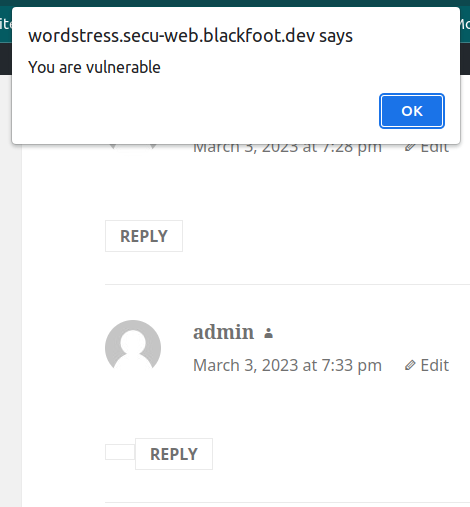 wordstress.secu-web.blackfoot.dev says
You are vulnerable
OK
March 3, 2023 at 7:28 pm Edit
REPLY
admin
March 3, 2023 at 7:33 pm Edit
REPLY